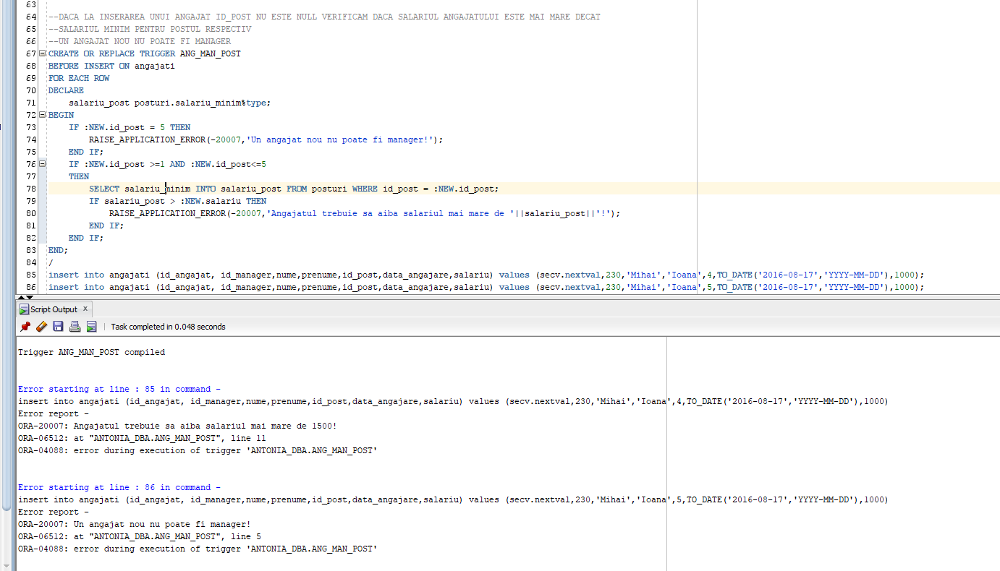 63
64 --DACA LA INSERAREA UNUI ANGAJAT ID_POST NU ESTE NULL VERIFICAM DACA SALARIUL ANGAJATULUI ESTE MAI MARE DECAT
65 --SALARIUL MINIM PENTRU POSTUL RESPECTIV
66 --UN ANGAJAT NOU NU POATE FI MANAGER
67 CREATE OR REPLACE TRIGGER ANG_MAN_POST
68 BEFORE INSERT ON angajati
69 FOR EACH ROW
70 DECLARE
71     salariu_post posturi.salariu_minim%type;
72 BEGIN
73     IF :NEW.id_post = 5 THEN
74         RAISE_APPLICATION_ERROR(-20007,'Un angajat nou nu poate fi manager!');
75     END IF;
76     IF :NEW.id_post >=1 AND :NEW.id_post<=5
77     THEN
78         SELECT salariu_minim INTO salariu_post FROM posturi WHERE id_post = :NEW.id_post;
79         IF salariu_post > :NEW.salariu THEN
80             RAISE_APPLICATION_ERROR(-20007,'Angajatul trebuie sa aiba salariul mai mare de '||salariu_post||'!');
81         END IF;
82     END IF;
83 END;
84 /
85 insert into angajati (id_angajat, id_manager,nume,prenume,id_post,data_angajare,salariu) values (secv.nextval,230,'Mihai','Ioana',4,TO_DATE('2016-08-17','YYYY-MM-DD'),1000);
86 insert into angajati (id_angajat, id_manager,nume,prenume,id_post,data_angajare,salariu) values (secv.nextval,230,'Mihai','Ioana',5,TO_DATE('2016-08-17','YYYY-MM-DD'),1000);
Script Output x
Task completed in 0.048 seconds
Trigger ANG_MAN_POST compiled
Error starting at line : 85 in command -
insert into angajati (id_angajat, id_manager,nume,prenume,id_post,data_angajare,salariu) values (secv.nextval,230,'Mihai','Ioana',4,TO_DATE('2016-08-17','YYYY-MM-DD'),1000)
Error report -
ORA-20007: Angajatul trebuie sa aiba salariul mai mare de 1500!
ORA-06512: at "ANTONIA_DBA.ANG_MAN_POST", line 11
ORA-04088: error during execution of trigger 'ANTONIA_DBA.ANG_MAN_POST'
Error starting at line : 86 in command -
insert into angajati (id_angajat, id_manager,nume,prenume,id_post,data_angajare,salariu) values (secv.nextval,230,'Mihai','Ioana',5,TO_DATE('2016-08-17','YYYY-MM-DD'),1000)
Error report -
ORA-20007: Un angajat nou nu poate fi manager!
ORA-06512: at "ANTONIA_DBA.ANG_MAN_POST", line 5
ORA-04088: error during execution of trigger 'ANTONIA_DBA.ANG_MAN_POST'